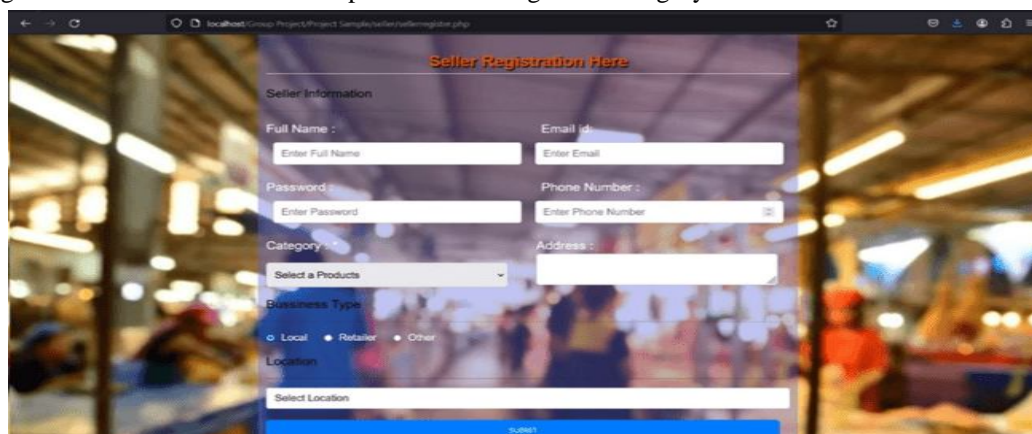 localhost/Group Project/Project Sample/seller/sellerregister.php
Seller Registration Here
Seller Information
Full Name :
Email id:
Enter Full Name
Enter Email
Password :
Phone Number :
Enter Password
Enter Phone Number
Category : *
Address :
Select a Products
Bussiness Type
Local Retailer Other
Location
Select Location
SUBMIT